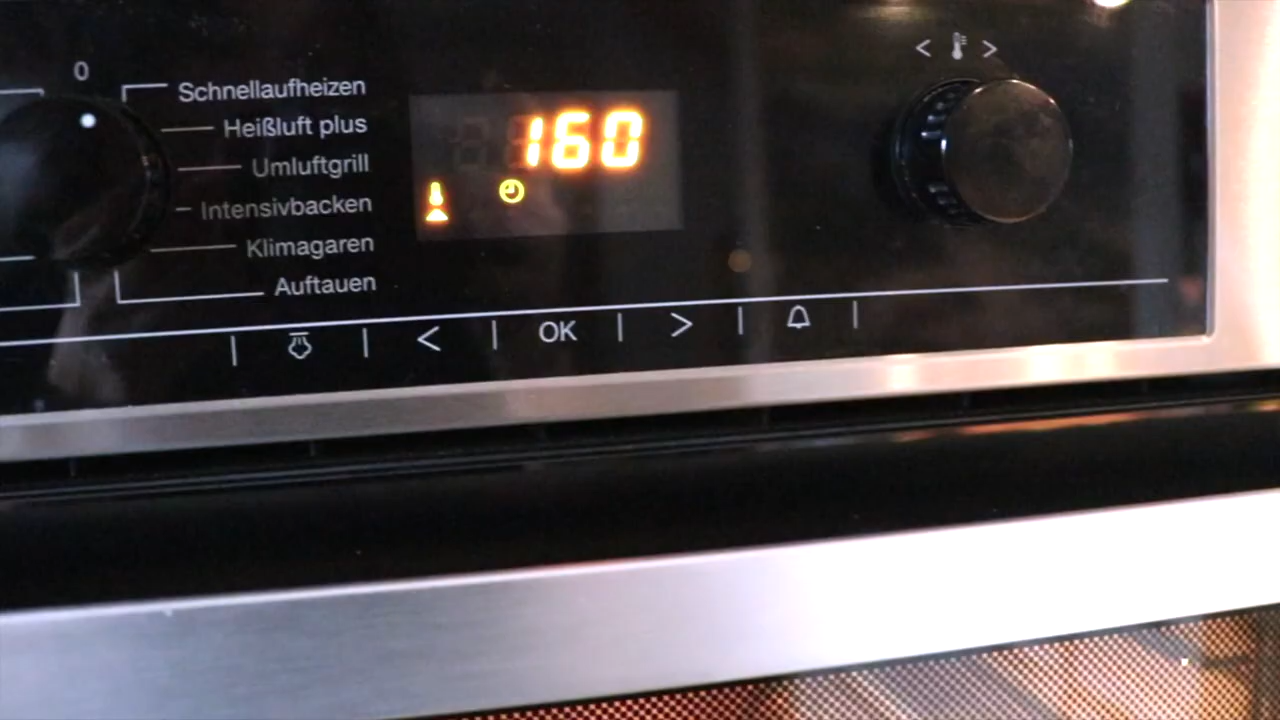 0
Schnellaufheizen
Heißluft plus
Umluftgrill
Intensivbacken
Klimagaren
Auftauen
160
< >
< OK >